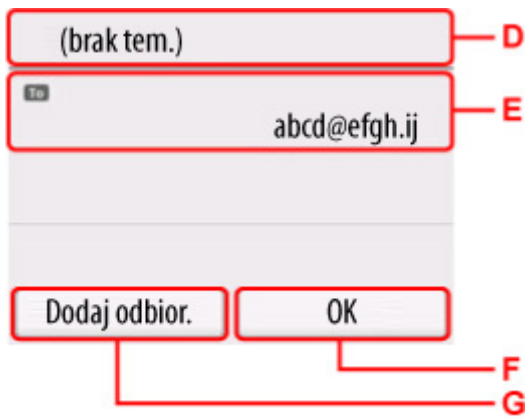 (brak tem.)
D
To
E
abcd@efgh.ij
Dodaj odbior.
OK
F
G